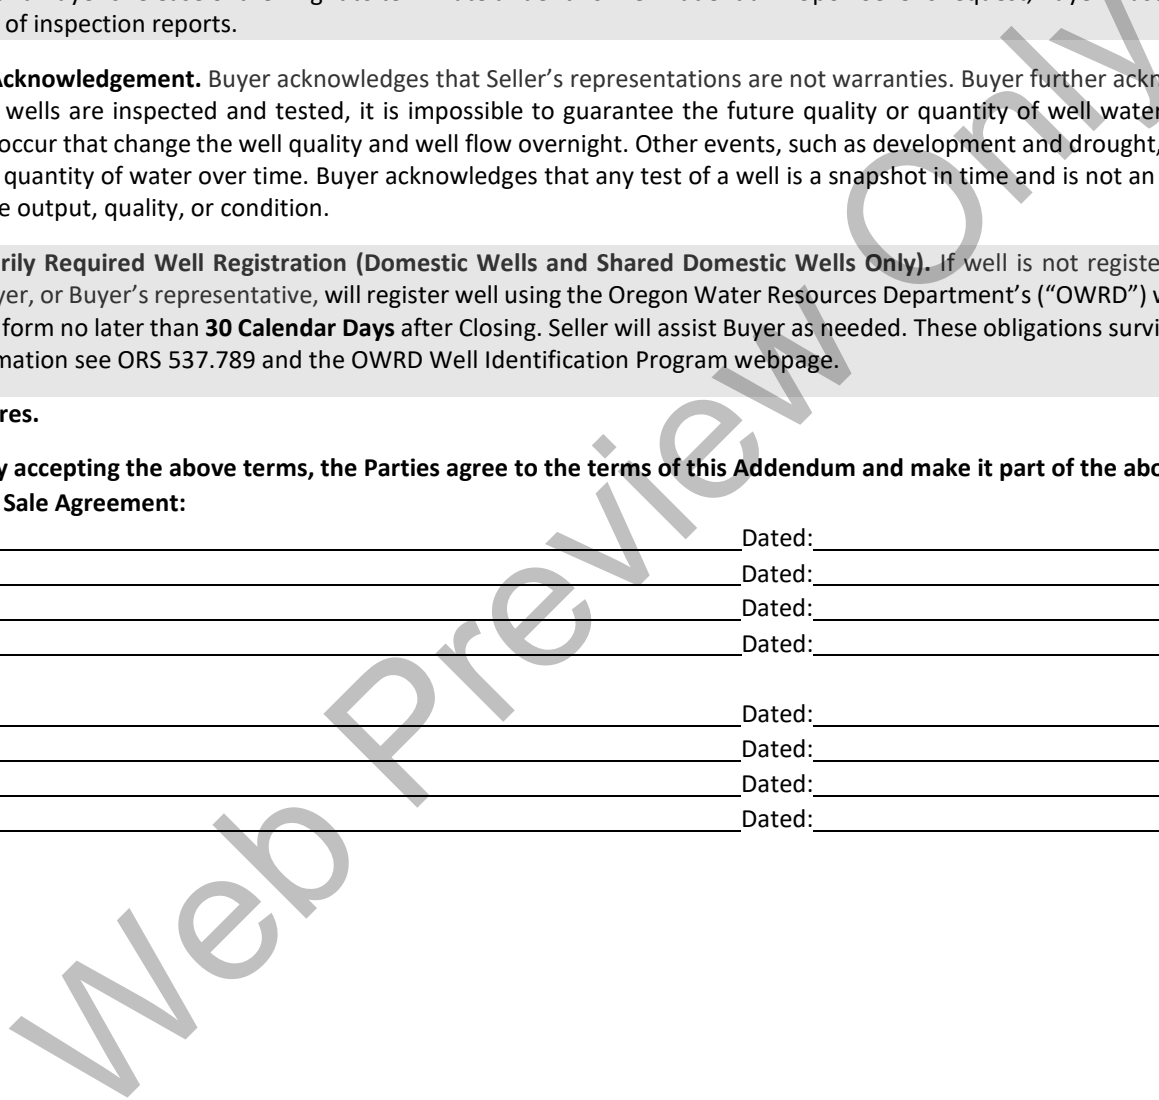 of inspection reports.
Acknowledgement. Buyer acknowledges that Seller’s representations are not warranties. Buyer further ackn
wells are inspected and tested, it is impossible to guarantee the future quality or quantity of well water
occur that change the well quality and well flow overnight. Other events, such as development and drought,
quantity of water over time. Buyer acknowledges that any test of a well is a snapshot in time and is not an
e output, quality, or condition.
rily Required Well Registration (Domestic Wells and Shared Domestic Wells Only). If well is not registe
yer, or Buyer’s representative, will register well using the Oregon Water Resources Department’s (“OWRD”) w
form no later than 30 Calendar Days after Closing. Seller will assist Buyer as needed. These obligations survi
mation see ORS 537.789 and the OWRD Well Identification Program webpage.
res.
y accepting the above terms, the Parties agree to the terms of this Addendum and make it part of the abo
Sale Agreement:
Dated:
Dated:
Dated:
Dated:
Dated:
Dated:
Dated:
Dated:
Web Preview Only